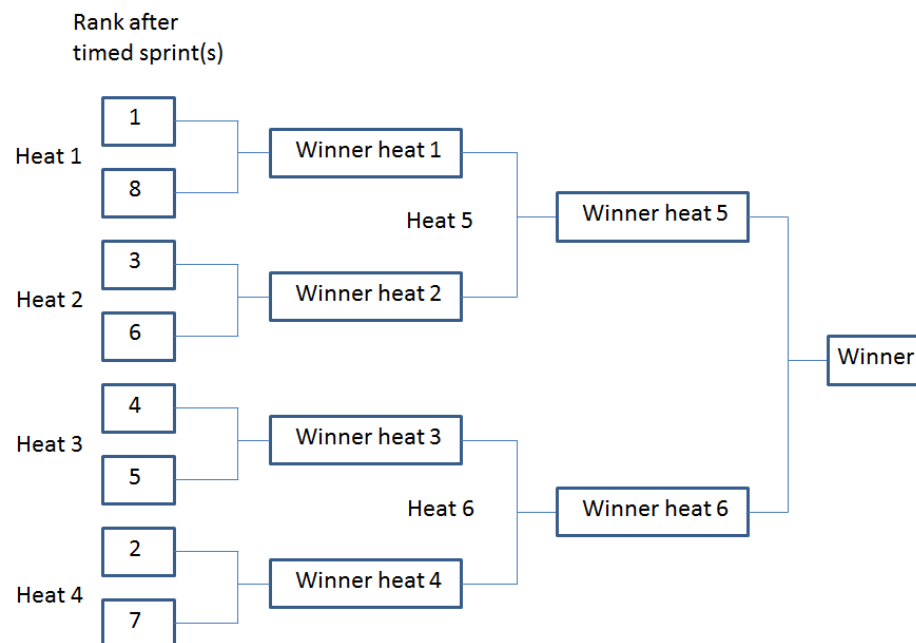 Rank after
timed sprint(s)
1
Heat 1
8
Winner heat 1
3
Heat 2
6
Winner heat 2
Heat 5
Winner heat 5
4
Heat 3
5
Winner heat 3
2
Heat 4
7
Winner heat 4
Heat 6
Winner heat 6
Winner